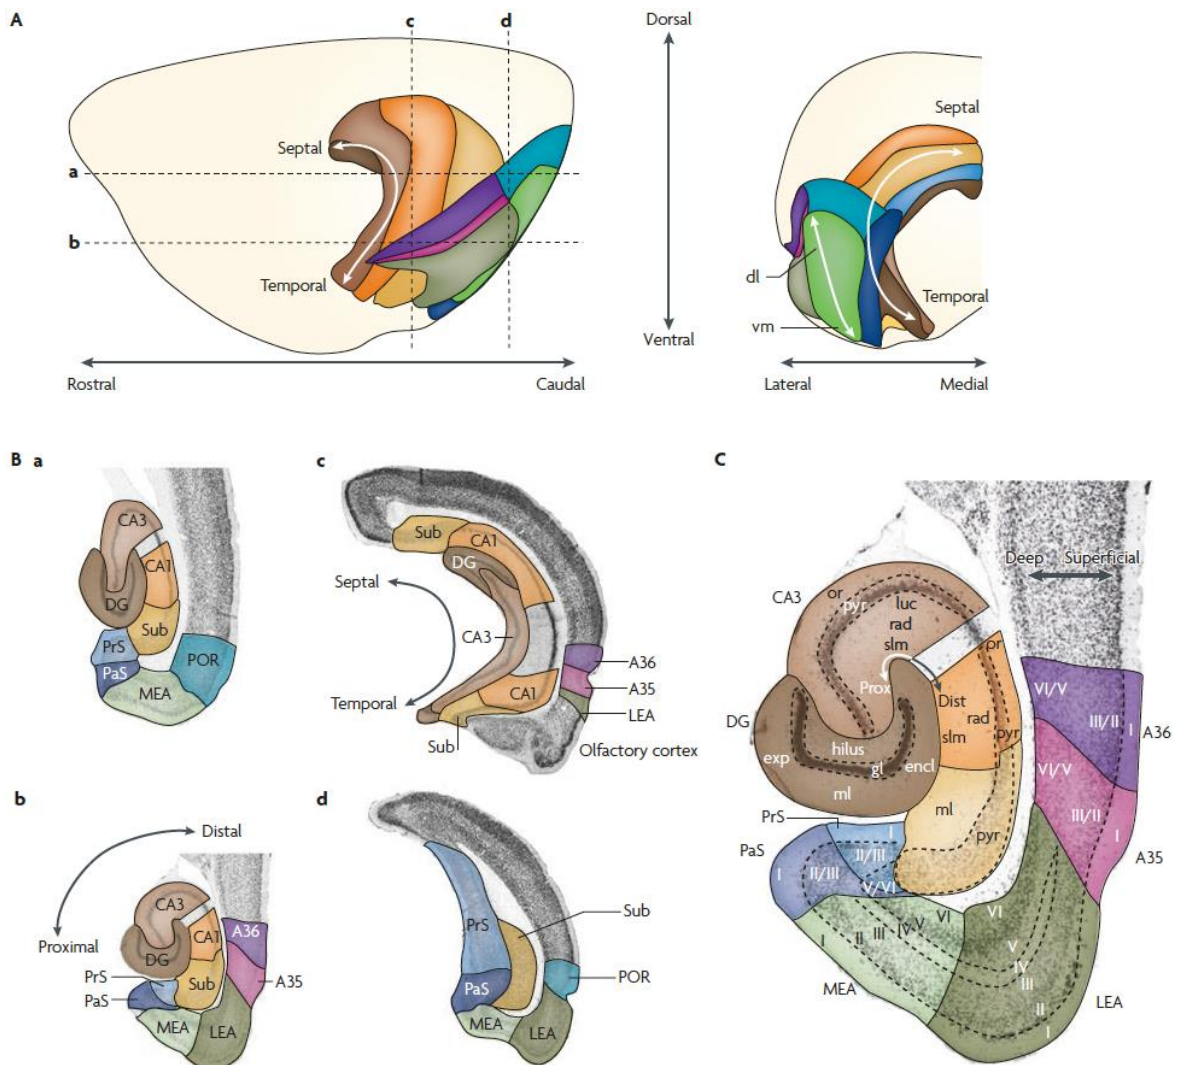 A
c
d
Dorsal
Septal
Septal
a
b
dl
Temporal
Temporal
vm
Ventral
Rostral
Caudal
Lateral
Medial
B a
CA3
CA1
DG
Sub
PrS
PaS
POR
MEA
c
Sub
CA1
DG
Septal
CA3
A36
A35
Temporal
CA1
LEA
Sub
Olfactory cortex
b
Distal
CA3
Proximal
CA1
A36
DG
PrS
Sub
A35
PaS
MEA
LEA
d
PrS
Sub
PaS
POR
MEA
LEA
C
Deep Superficial
CA3
or
pyr
luc
rad
slm
or
Prox
Dist
VI/V
III/II
I
A36
DG
rad
slm
pyr
hilus
exp
gl
encl
VI/V
ml
ml
III/II
PrS
I
pyr
I
PaS
II/III
A35
I
II/III
V/VI
VI
VI
I
II
III
IV
V
V
IV
III
MEA
II
LEA
I